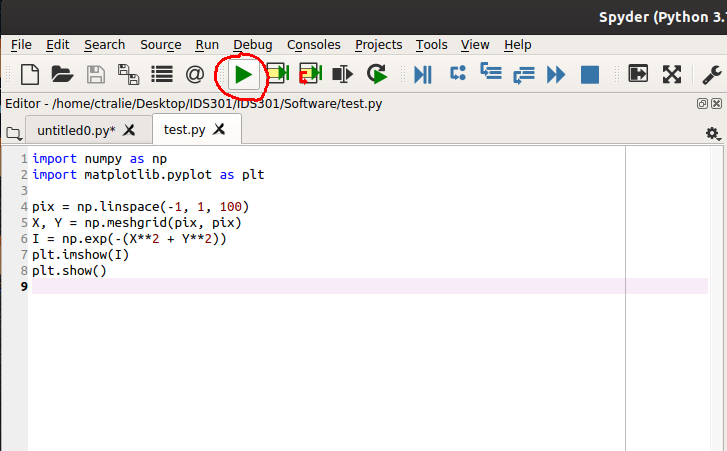 Spyder (Python 3.
File Edit Search Source Run Debug Consoles Projects Tools View Help
@
Editor - /home/ctralie/Desktop/IDS301/IDS301/Software/test.py
untitled0.py* test.py
1 import numpy as np
2 import matplotlib.pyplot as plt
3
4 pix = np.linspace(-1, 1, 100)
5 X, Y = np.meshgrid(pix, pix)
6 I = np.exp(-(X**2 + Y**2))
7 plt.imshow(I)
8 plt.show()
9